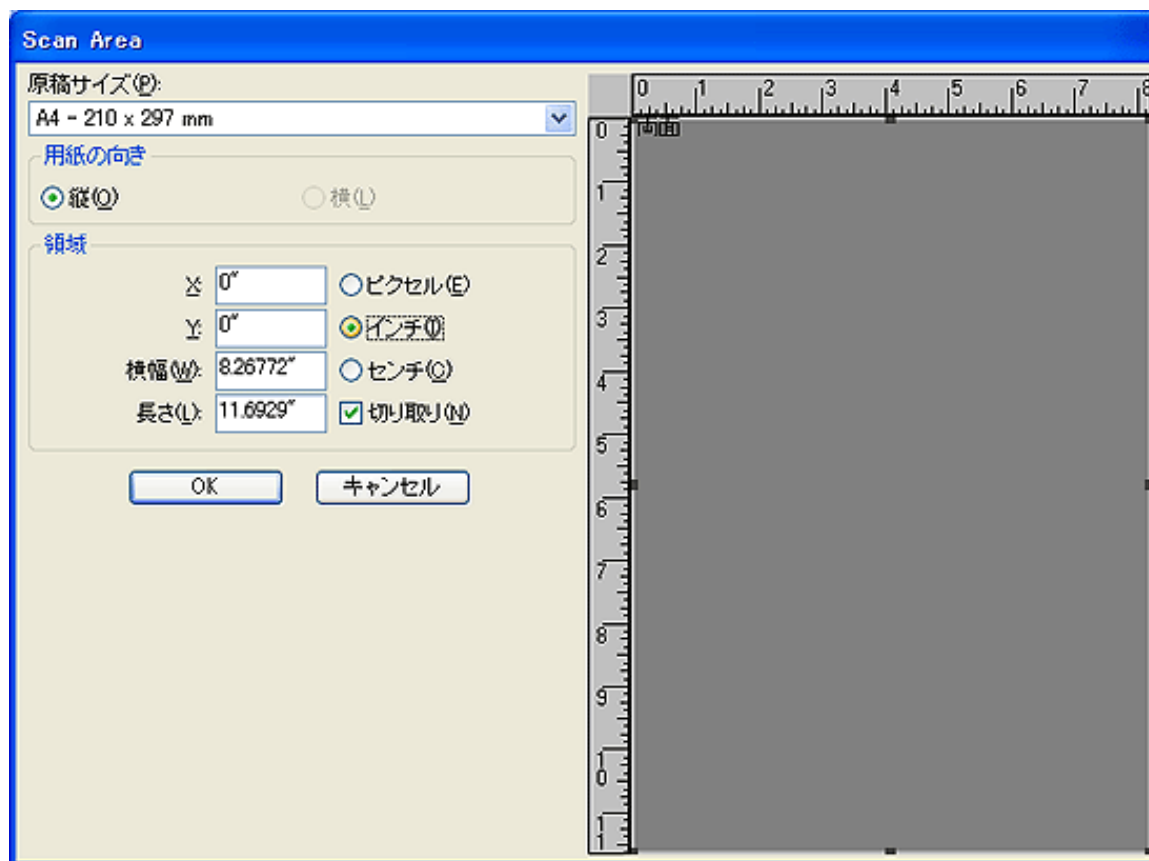 Scan Area
原稿サイズ(P):
A4 - 210 x 297 mm
用紙の向き
縦(O) 横(L)
領域
X: 0" ピクセル(E)
Y: 0" インチ(I)
横幅(W): 8.26772" センチ(C)
長さ(L): 11.6929" 切り取り(N)
OK キャンセル
0 1 2 3 4 5 6 7 8
両面
0
1
2
3
4
5
6
7
8
9
10
11